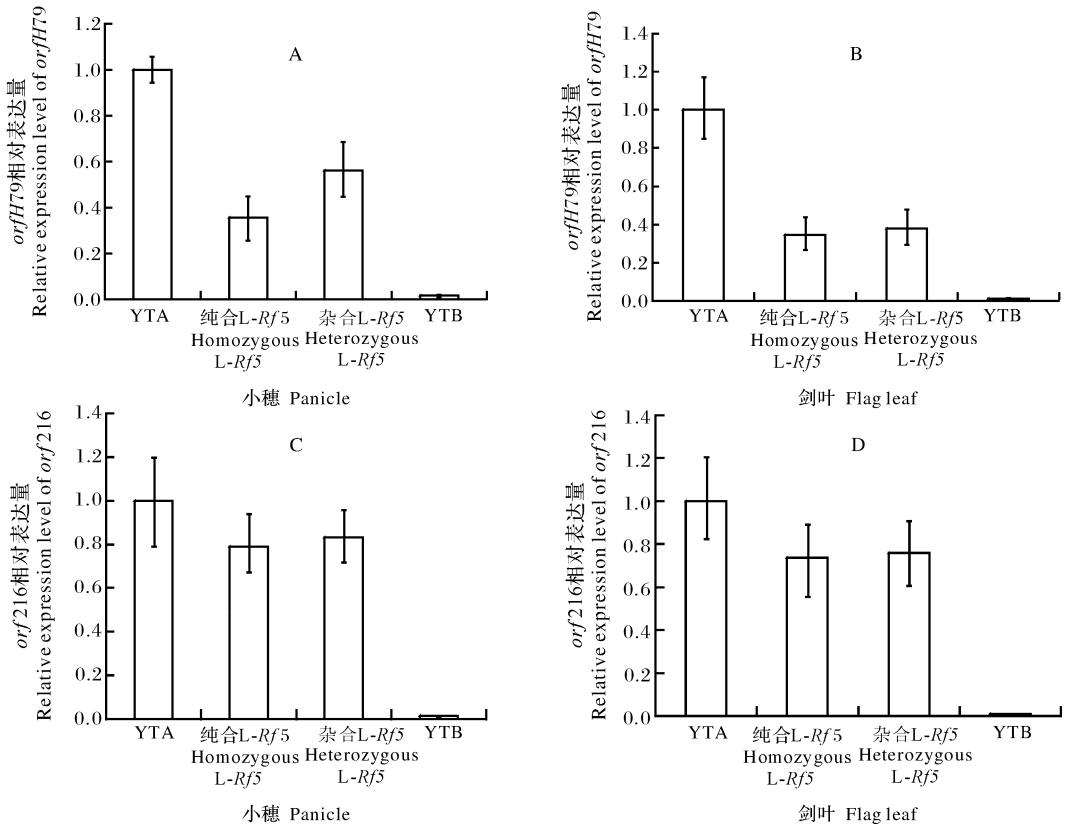 A
orfH79相对表达量
Relative expression level of orfH79
1.2
1.0
0.8
0.6
0.4
0.2
0.0
YTA
纯合L-Rf5
Homozygous
L-Rf5
杂合L-Rf5
Heterozygous
L-Rf5
YTB
小穗 Panicle
B
orfH79相对表达量
Relative expression level of orfH79
1.4
1.2
1.0
0.8
0.6
0.4
0.2
0.0
YTA
纯合L-Rf5
Homozygous
L-Rf5
杂合L-Rf5
Heterozygous
L-Rf5
YTB
剑叶 Flag leaf
C
orf216相对表达量
Relative expression level of orf216
1.4
1.2
1.0
0.8
0.6
0.4
0.2
0.0
YTA
纯合L-Rf5
Homozygous
L-Rf5
杂合L-Rf5
Heterozygous
L-Rf5
YTB
小穗 Panicle
D
orf216相对表达量
Relative expression level of orf216
1.4
1.2
1.0
0.8
0.6
0.4
0.2
0.0
YTA
纯合L-Rf5
Homozygous
L-Rf5
杂合L-Rf5
Heterozygous
L-Rf5
YTB
剑叶 Flag leaf